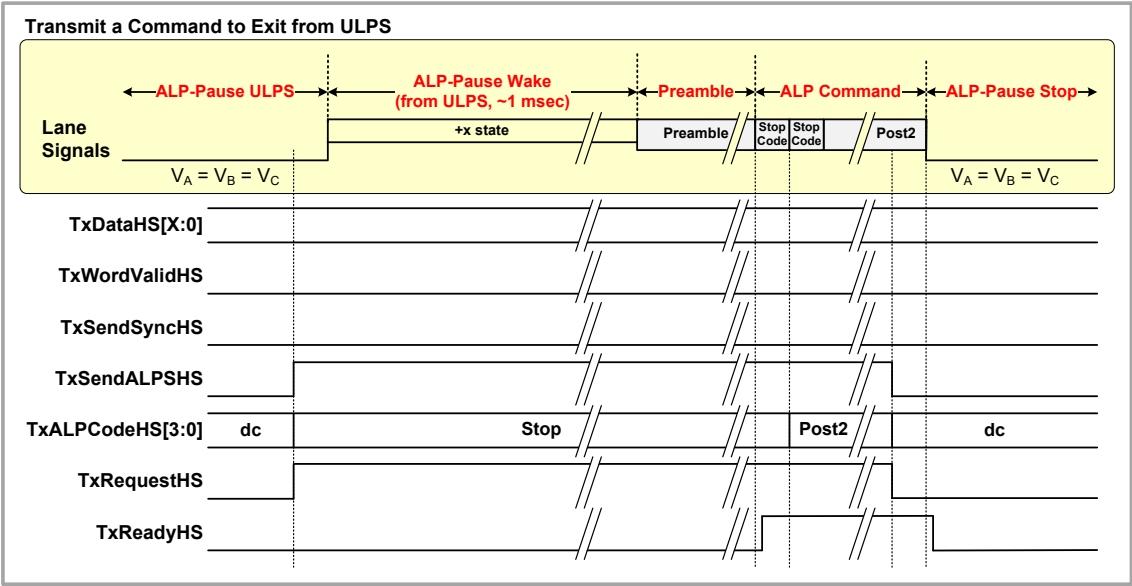 Transmit a Command to Exit from ULPS
ALP-Pause ULPS
ALP-Pause Wake
(from ULPS, ~1 msec)
Preamble
ALP Command
ALP-Pause Stop
Lane
Signals
+x state
Preamble
Stop
Code
Stop
Code
Post2
VA = VB = VC
VA = VB = VC
TxDataHS[X:0]
TxWordValidHS
TxSendSyncHS
TxSendALPSHS
TxALPCodeHS[3:0]
dc
Stop
Post2
dc
TxRequestHS
TxReadyHS